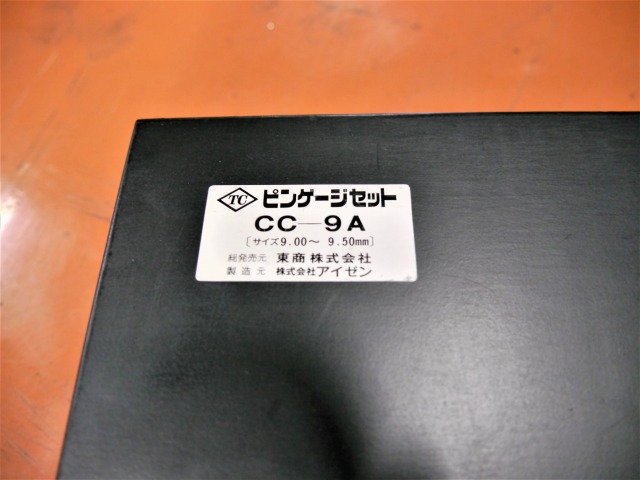 TC ピンゲージセット
CC-9A
[サイズ9.00～ 9.50mm]
総発売元 東商株式会社
製造元 株式会社アイゼン